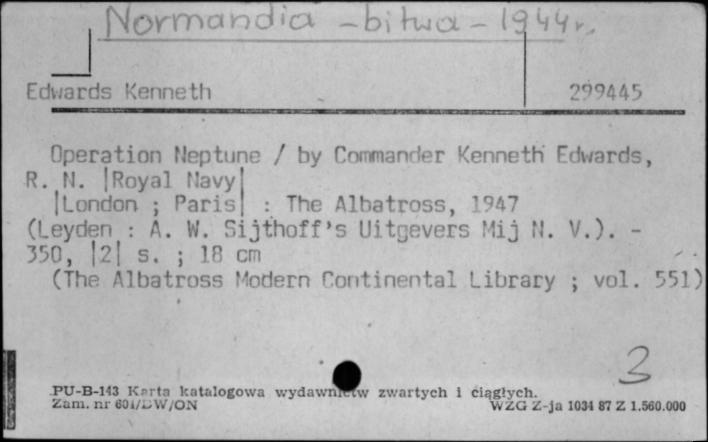 Normandia - bitwa - 1944 r.
Edwards Kenneth 299445
Operation Neptune / by Commander Kenneth Edwards,
R. N. |Royal Navy|
|London ; Paris| : The Albatross, 1947
(Leyden : A. W. Sijthoff's Uitgevers Mij N. V.). -
350, |2| s. ; 18 cm
(The Albatross Modern Continental Library ; vol. 551)
3
PU-B-143 Karta katalogowa wydawnictw zwartych i ciągłych.
Zam. nr 601/DW/ON WZG Z-ja 1034 87 Z 1.560.000